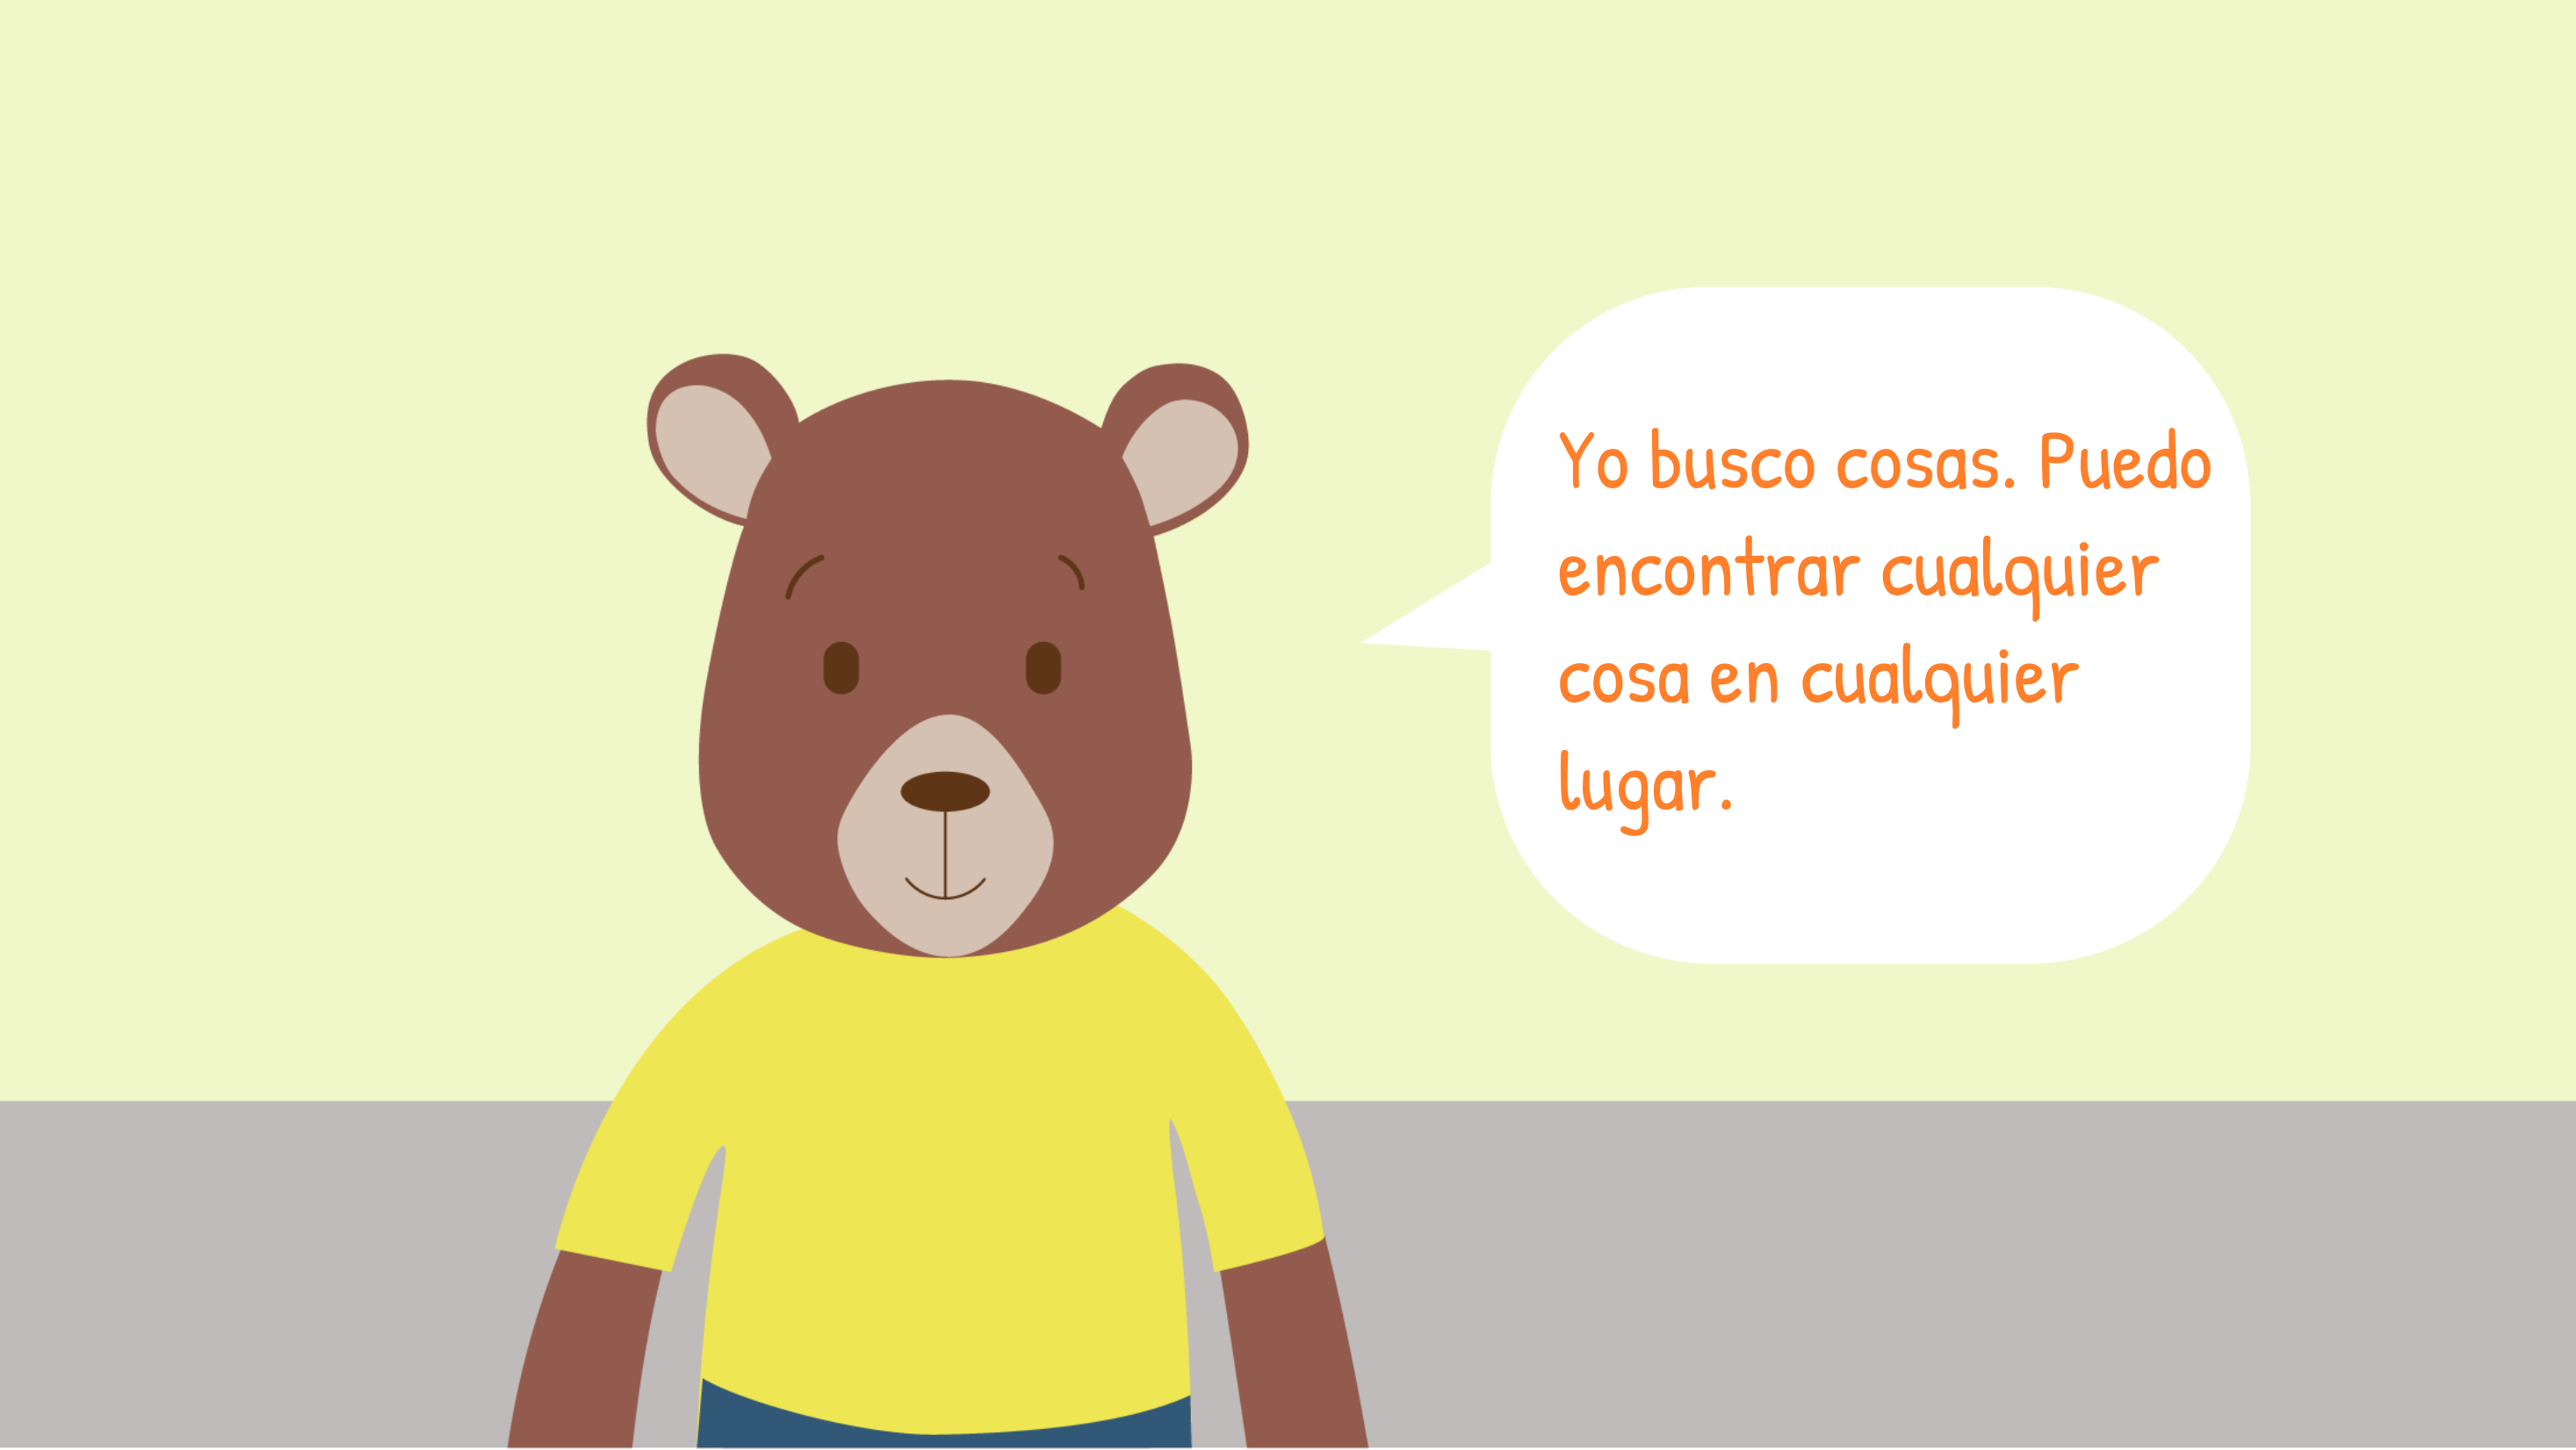 Yo busco cosas. Puedo
encontrar cualquier
cosa en cualquier
lugar.